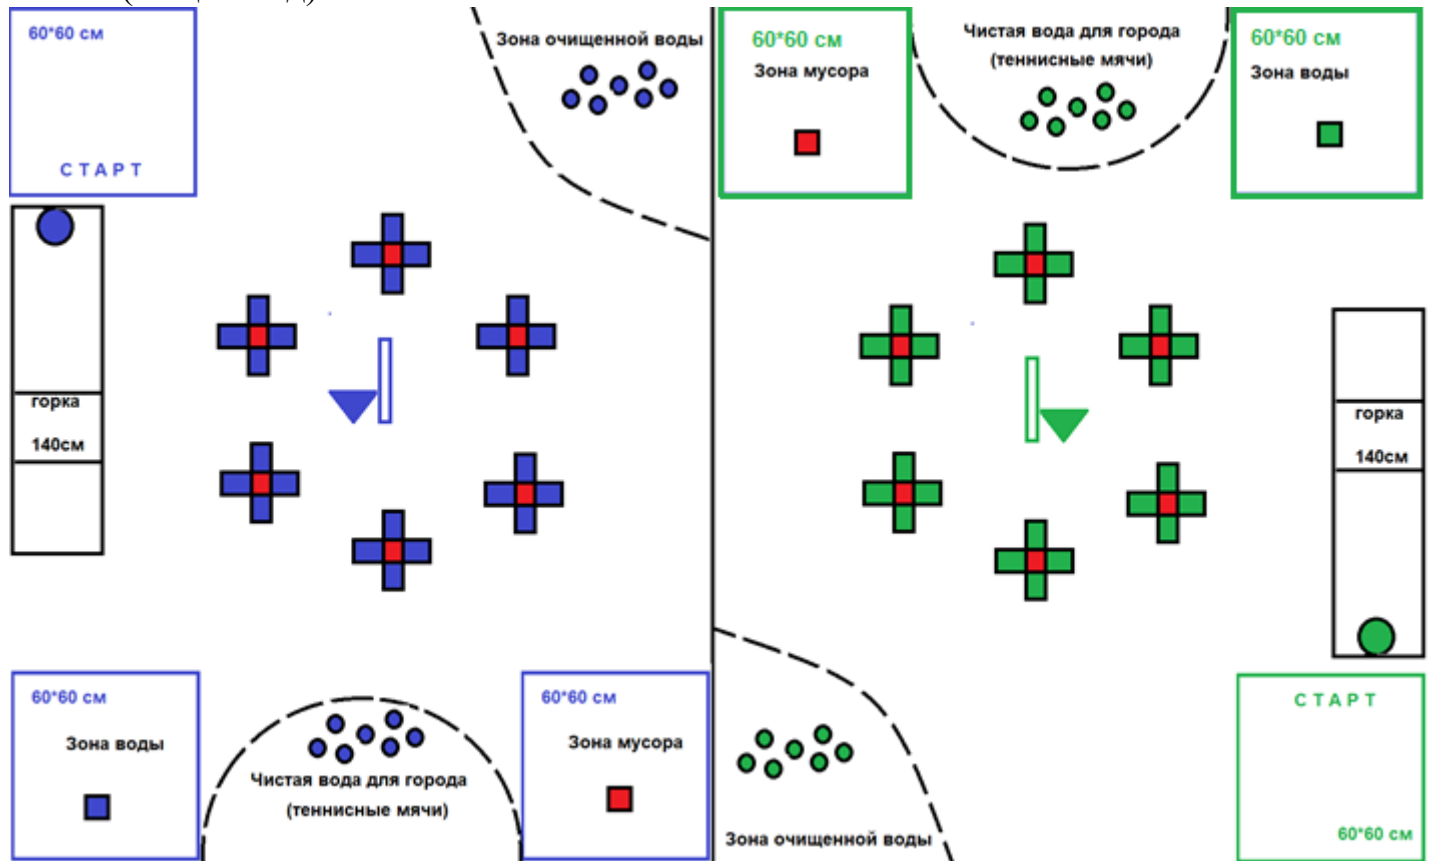 60*60 см
СТАРТ
Зона очищенной воды
горка
140см
60*60 см
Зона воды
Чистая вода для города
(теннисные мячи)
60*60 см
Зона мусора
60*60 см
Зона мусора
Чистая вода для города
(теннисные мячи)
60*60 см
Зона воды
горка
140см
Зона очищенной воды
СТАРТ
60*60 см